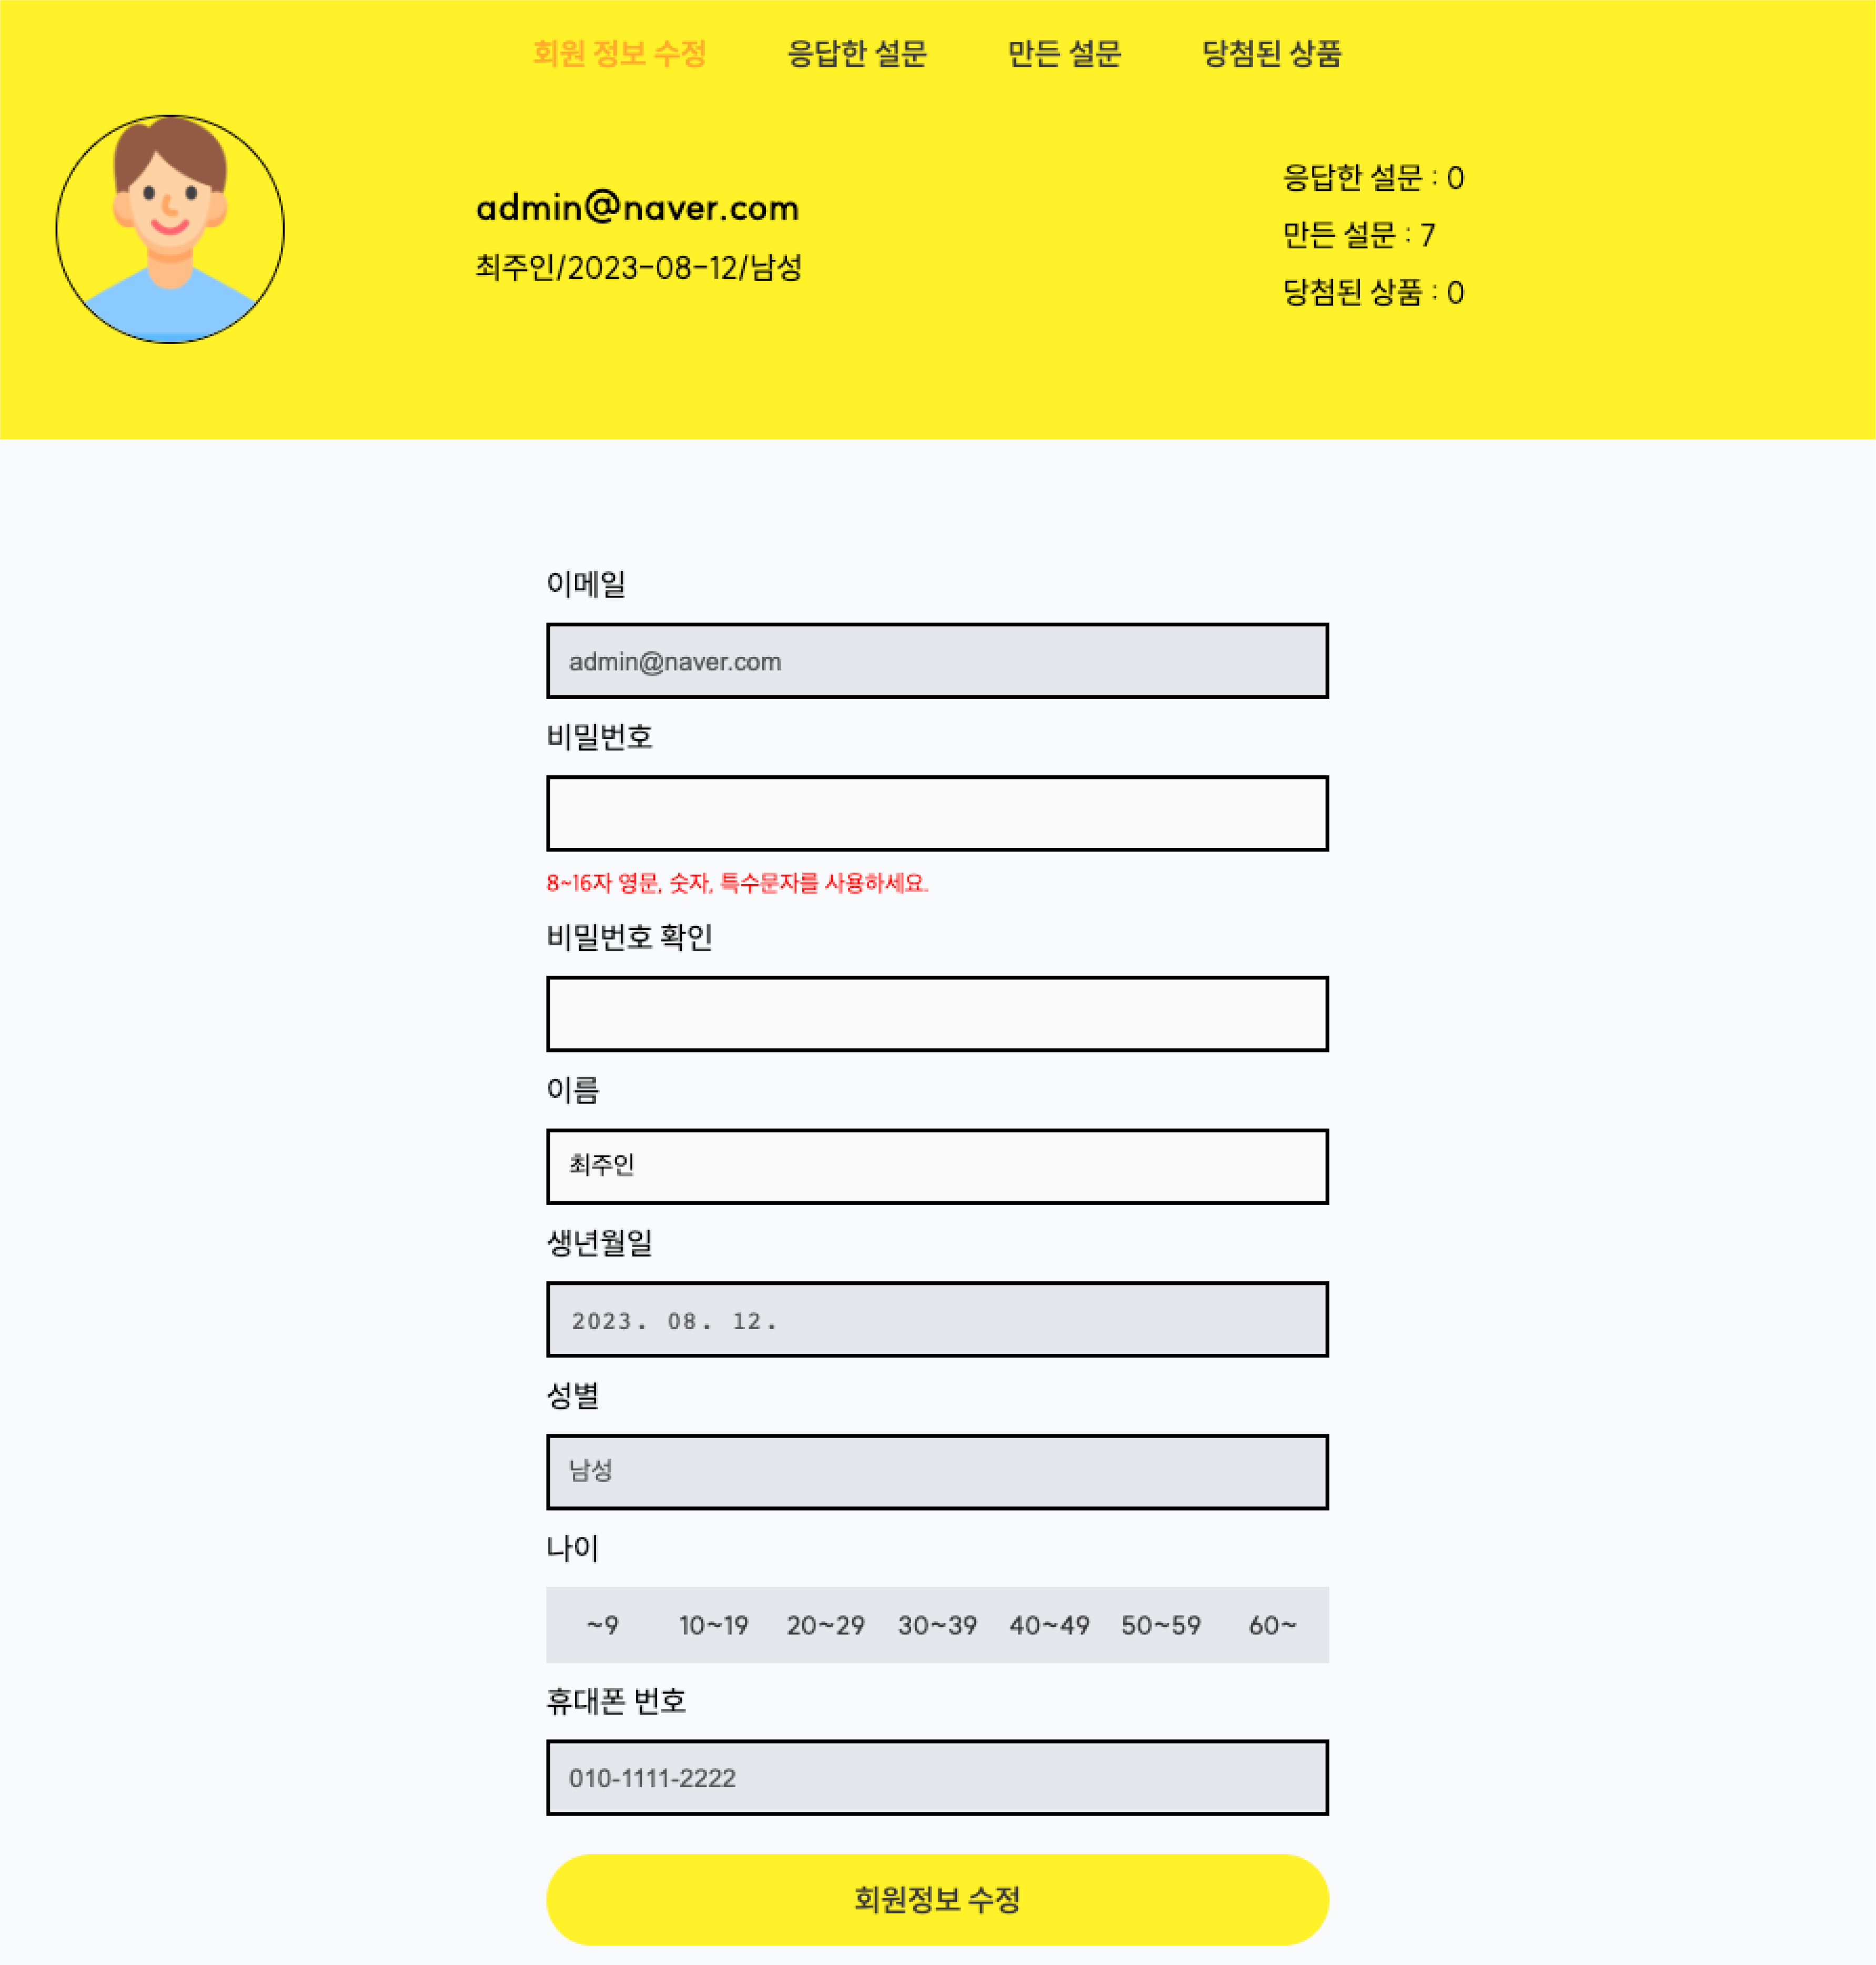 회원 정보 수정 응답한 설문 만든 설문 당첨된 상품
admin@naver.com
최주인/2023-08-12/남성
응답한 설문 : 0
만든 설문 : 7
당첨된 상품 : 0
이메일
admin@naver.com
비밀번호
8~16자 영문, 숫자, 특수문자를 사용하세요.
비밀번호 확인
이름
최주인
생년월일
2023. 08. 12.
성별
남성
나이
~9 10~19 20~29 30~39 40~49 50~59 60~
휴대폰 번호
010-1111-2222
회원정보 수정